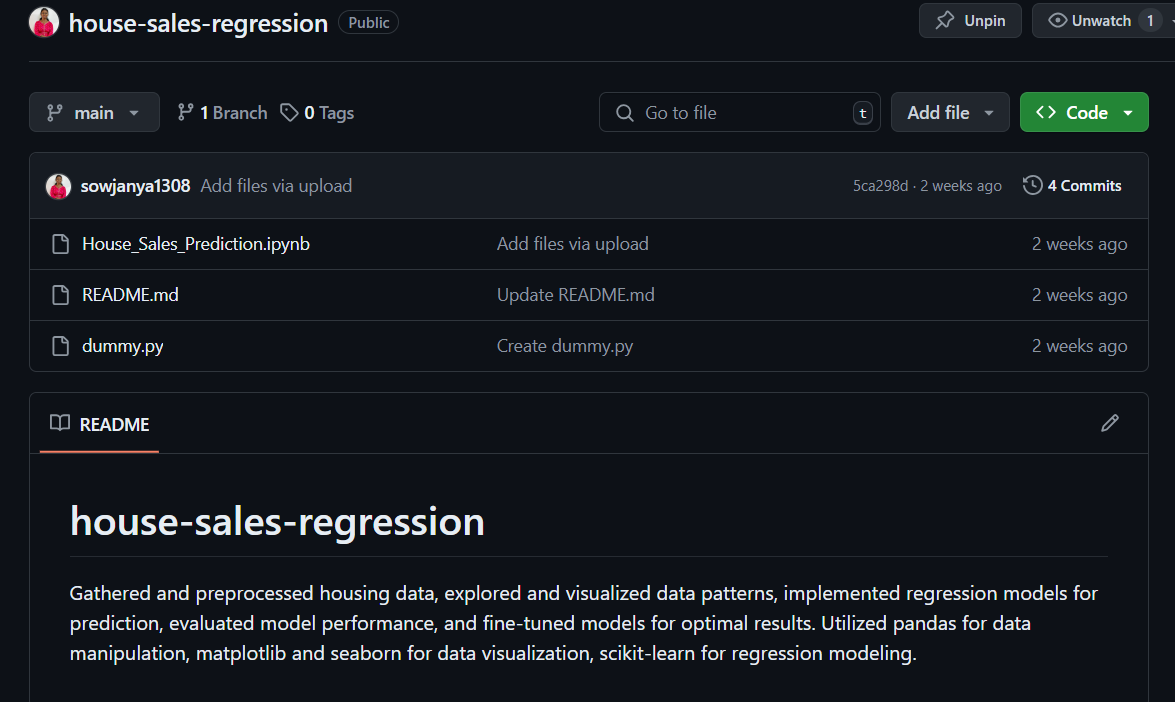 house-sales-regression Public Unpin Unwatch 1
main 1 Branch 0 Tags Go to file t Add file Code
sowjanya1308 Add files via upload 5ca298d · 2 weeks ago 4 Commits
House_Sales_Prediction.ipynb Add files via upload 2 weeks ago
README.md Update README.md 2 weeks ago
dummy.py Create dummy.py 2 weeks ago
README
house-sales-regression
Gathered and preprocessed housing data, explored and visualized data patterns, implemented regression models for
prediction, evaluated model performance, and fine-tuned models for optimal results. Utilized pandas for data
manipulation, matplotlib and seaborn for data visualization, scikit-learn for regression modeling.